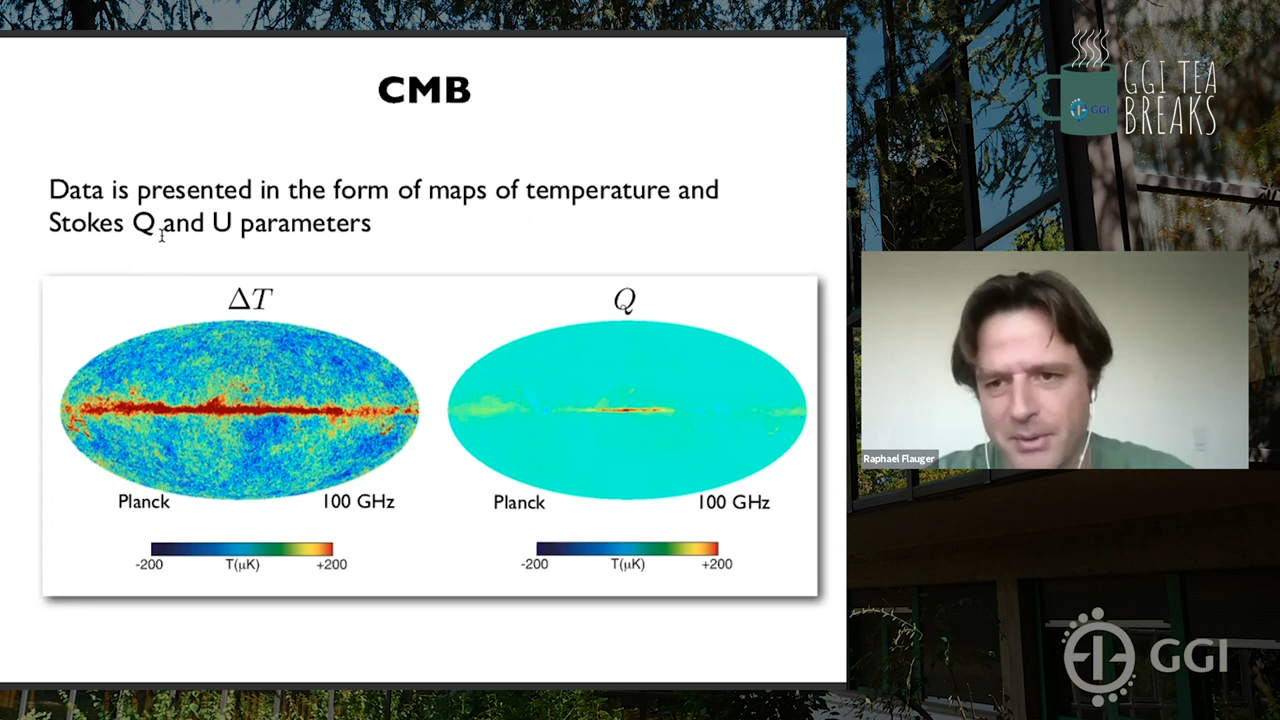 CMB
Data is presented in the form of maps of temperature and
Stokes Q and U parameters
ΔT
Q
Planck
100 GHz
Planck
100 GHz
-200
T(μK)
+200
-200
T(μK)
+200
GGI TEA
BREAKS
GGI
Raphael Flauger
GGI